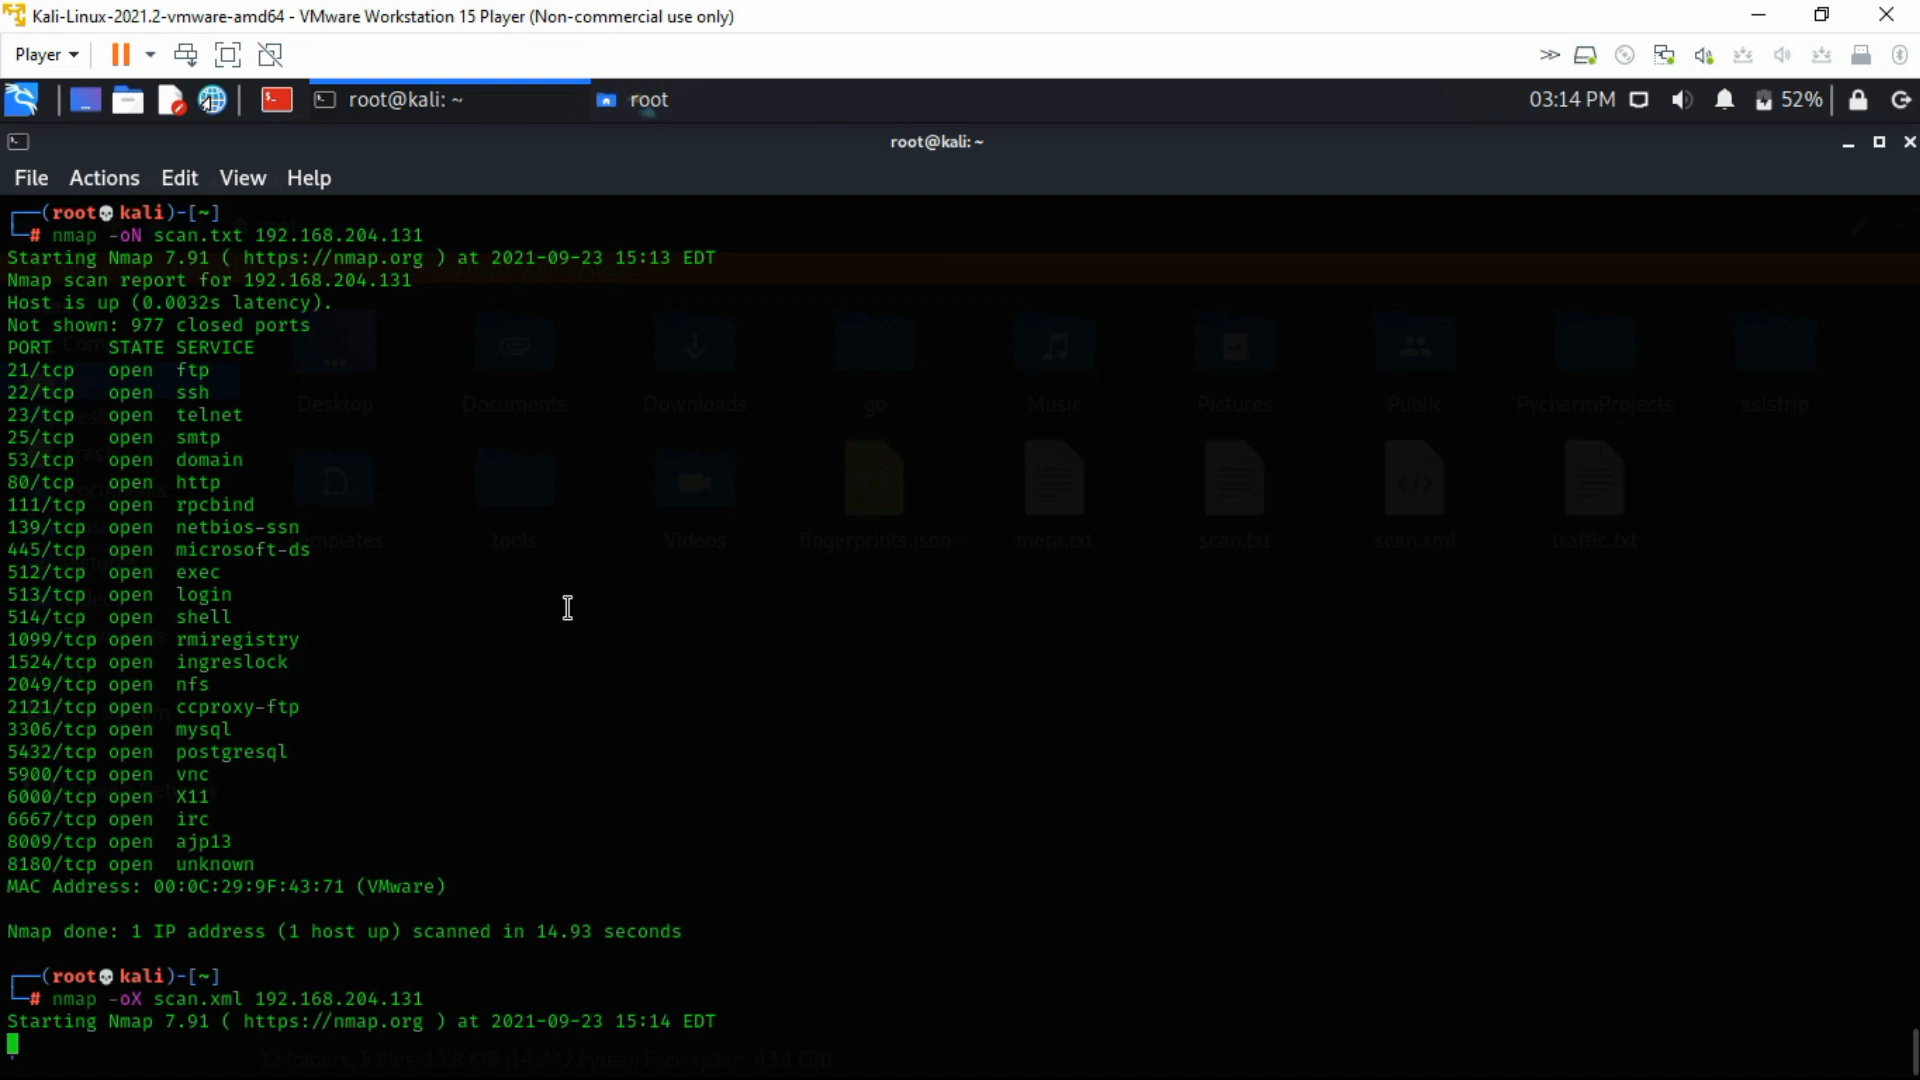 Kali-Linux-2021.2-vmware-amd64 - VMware Workstation 15 Player (Non-commercial use only)
Player
root@kali: ~
root
03:14 PM
52%
root@kali: ~
File Actions Edit View Help
(root💀kali)-[~]
# nmap -oN scan.txt 192.168.204.131
Starting Nmap 7.91 ( https://nmap.org ) at 2021-09-23 15:13 EDT
Nmap scan report for 192.168.204.131
Host is up (0.0032s latency).
Not shown: 977 closed ports
PORT STATE SERVICE
21/tcp open ftp
22/tcp open ssh
23/tcp open telnet
25/tcp open smtp
53/tcp open domain
80/tcp open http
111/tcp open rpcbind
139/tcp open netbios-ssn
445/tcp open microsoft-ds
512/tcp open exec
513/tcp open login
514/tcp open shell
1099/tcp open rmiregistry
1524/tcp open ingreslock
2049/tcp open nfs
2121/tcp open ccproxy-ftp
3306/tcp open mysql
5432/tcp open postgresql
5900/tcp open vnc
6000/tcp open X11
6667/tcp open irc
8009/tcp open ajp13
8180/tcp open unknown
MAC Address: 00:0C:29:9F:43:71 (VMware)
Nmap done: 1 IP address (1 host up) scanned in 14.93 seconds
(root💀kali)-[~]
# nmap -oX scan.xml 192.168.204.131
Starting Nmap 7.91 ( https://nmap.org ) at 2021-09-23 15:14 EDT
Desktop Documents Downloads go Music Pictures Public PycharmProjects sslstrip
tools Videos fingerprints.json meta.txt scan.txt scan.xml traffic.txt